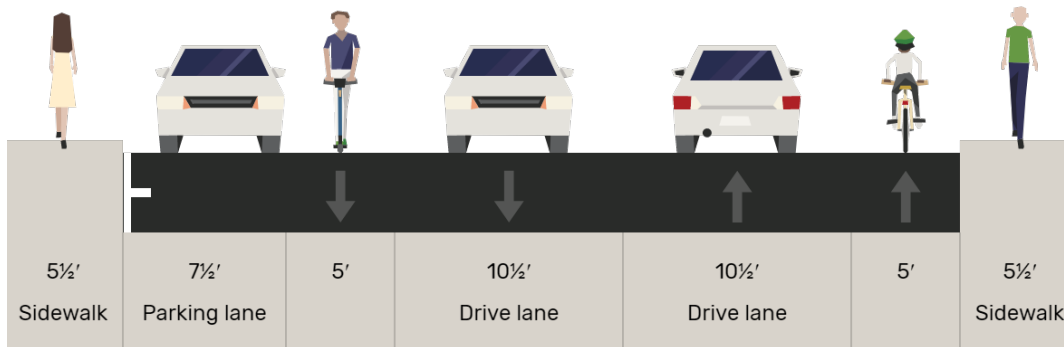 5½′ 7½′ 5′ 10½′ 10½′ 5′ 5½′
Sidewalk Parking lane Drive lane Drive lane Sidewalk